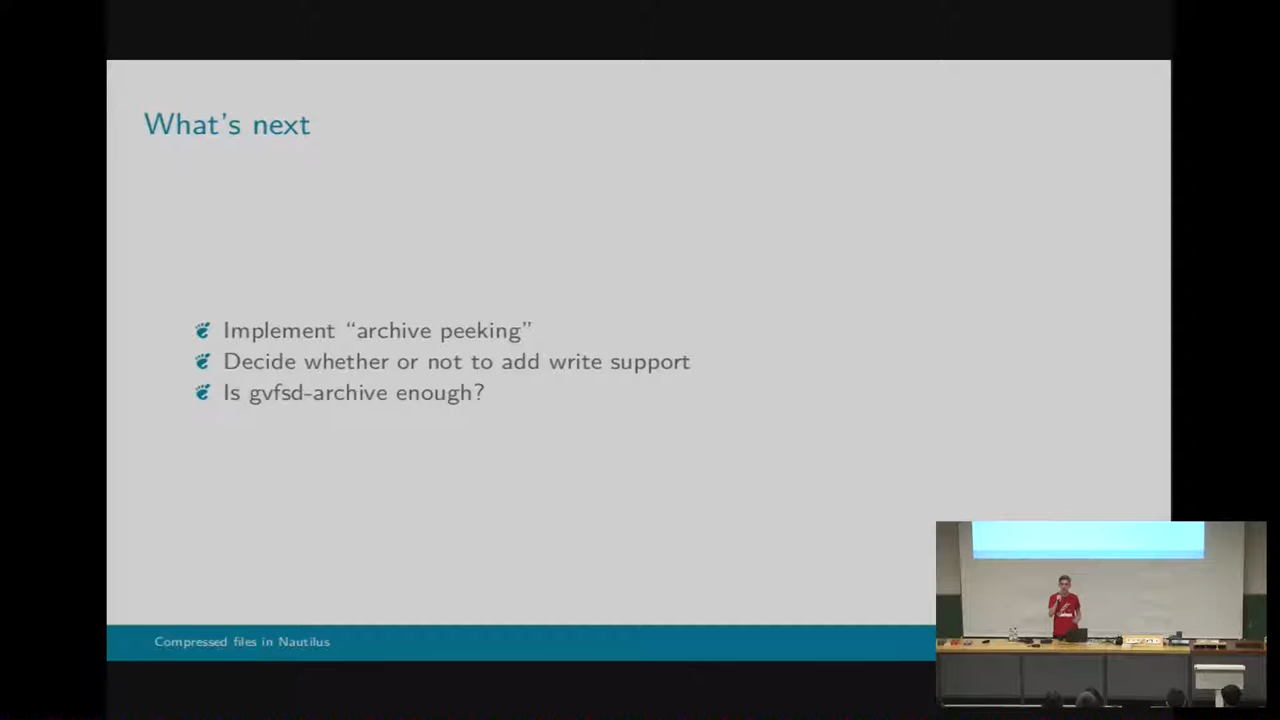 What's next
Implement “archive peeking”
Decide whether or not to add write support
Is gvfsd-archive enough?
Compressed files in Nautilus